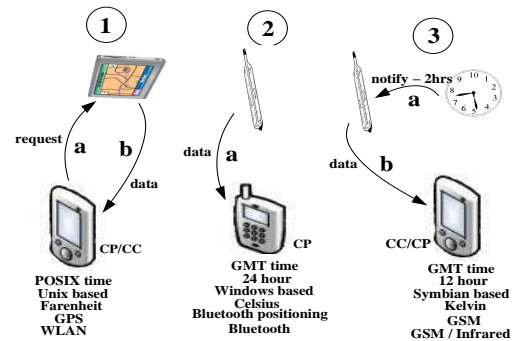 1
2
3
notify – 2hrs
a
request
a
b
data
data
a
data
b
CP/CC
CP
CC/CP
POSIX time
Unix based
Farenheit
GPS
WLAN
GMT time
24 hour
Windows based
Celsius
Bluetooth positioning
Bluetooth
GMT time
12 hour
Symbian based
Kelvin
GSM
GSM / Infrared